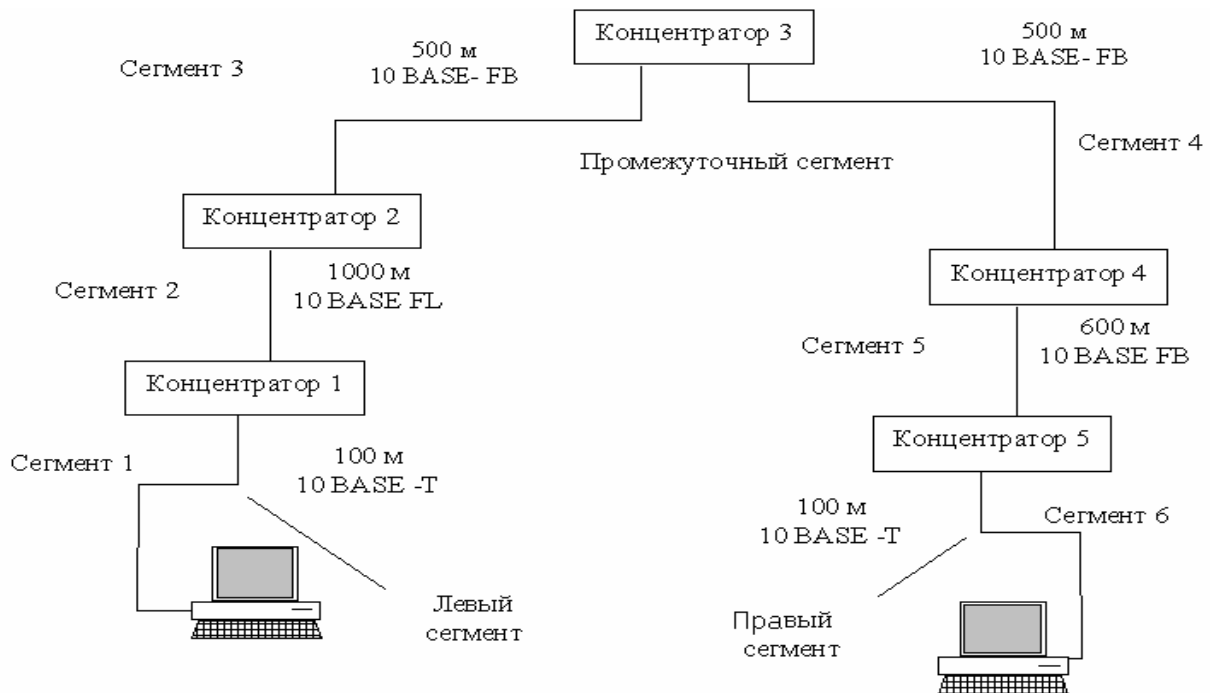 Концентратор 3
500 м
10 BASE- FB
500 м
10 BASE- FB
Сегмент 3
Сегмент 4
Промежуточный сегмент
Концентратор 2
Концентратор 4
1000 м
10 BASE FL
Сегмент 2
600 м
10 BASE FB
Сегмент 5
Концентратор 1
Концентратор 5
Сегмент 1
100 м
10 BASE -T
100 м
10 BASE -T
Сегмент 6
Левый
сегмент
Правый
сегмент